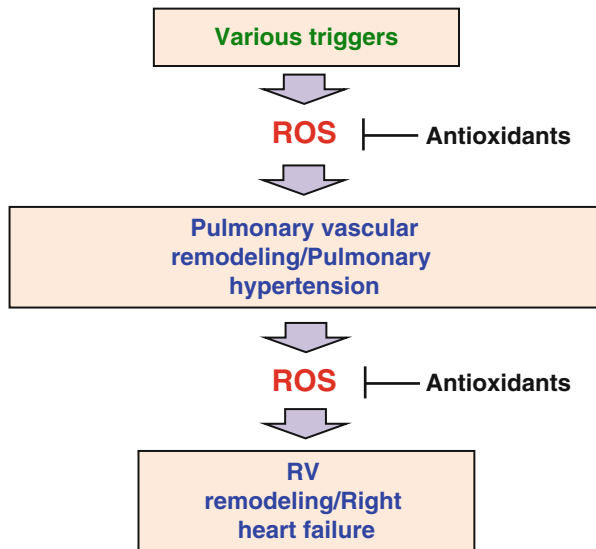 Various triggers
ROS
Antioxidants
Pulmonary vascular
remodeling/Pulmonary
hypertension
ROS
Antioxidants
RV
remodeling/Right
heart failure